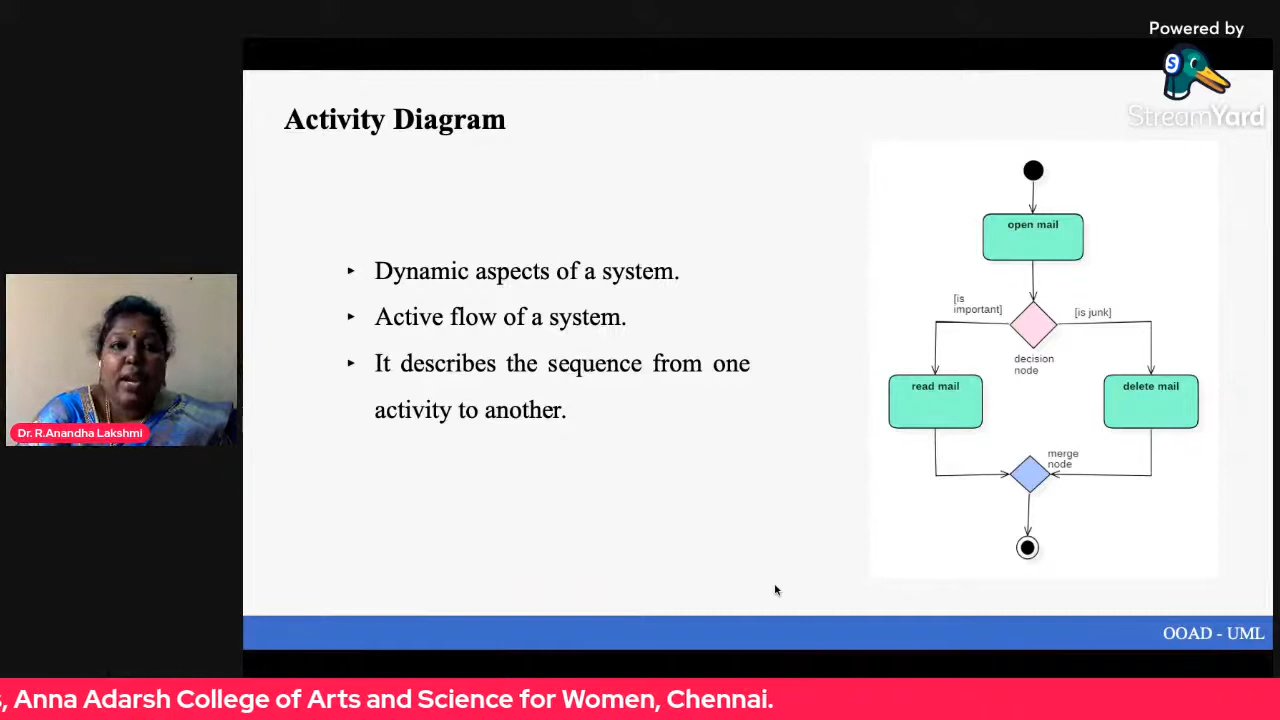 Powered by
StreamYard
Activity Diagram
‣ Dynamic aspects of a system.
‣ Active flow of a system.
‣ It describes the sequence from one
activity to another.
open mail
[is
important]
[is junk]
decision
node
read mail
delete mail
merge
node
Dr. R.Anandha Lakshmi
OOAD - UML
, Anna Adarsh College of Arts and Science for Women, Chennai.